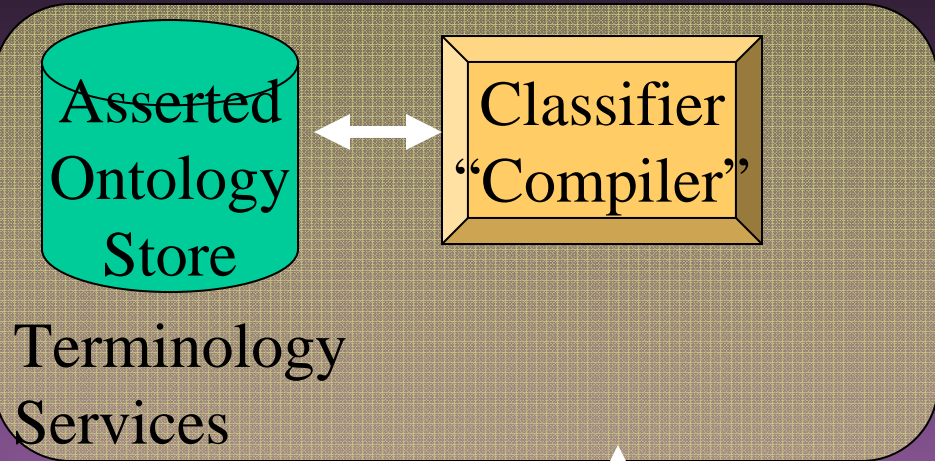 Asserted
Ontology
Store
Classifier
“Compiler”
Terminology
Services